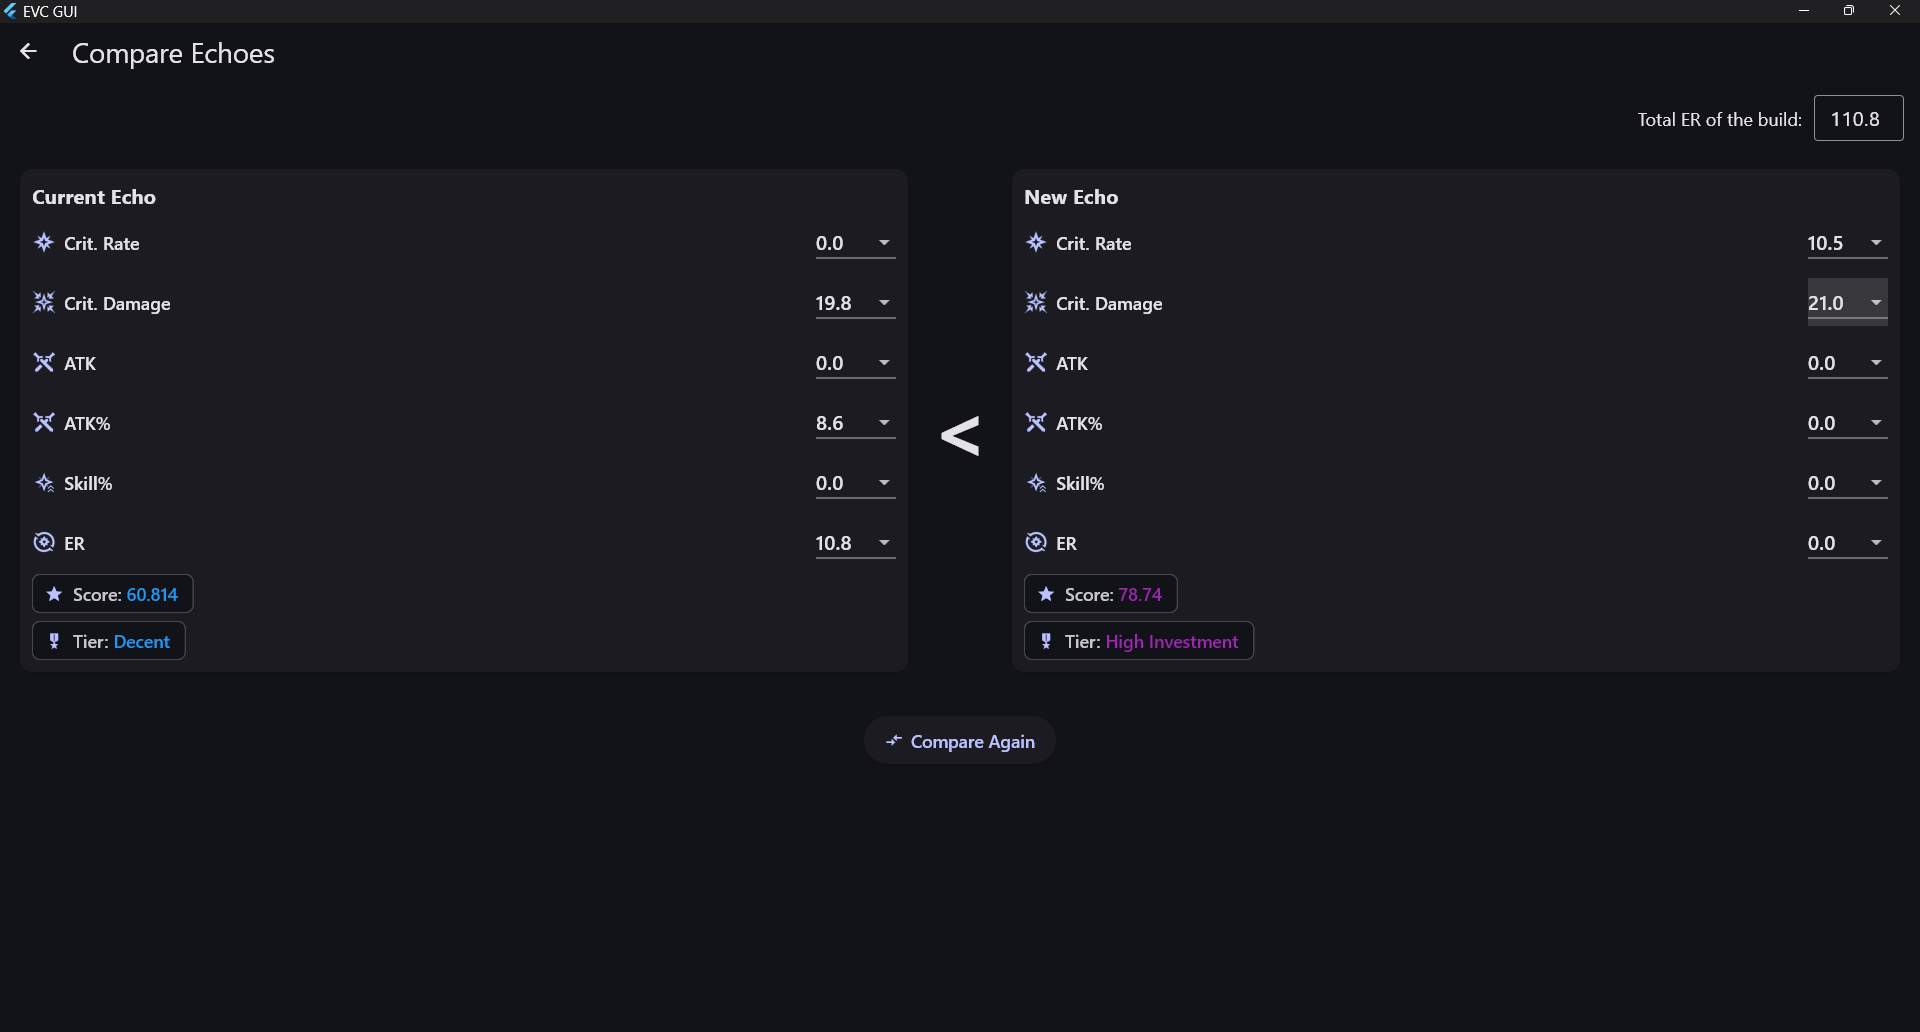 EVC GUI
Compare Echoes
Total ER of the build: 110.8
Current Echo
Crit. Rate 0.0
Crit. Damage 19.8
ATK 0.0
ATK% 8.6
Skill% 0.0
ER 10.8
Score: 60.814
Tier: Decent
<
New Echo
Crit. Rate 10.5
Crit. Damage 21.0
ATK 0.0
ATK% 0.0
Skill% 0.0
ER 0.0
Score: 78.74
Tier: High Investment
Compare Again